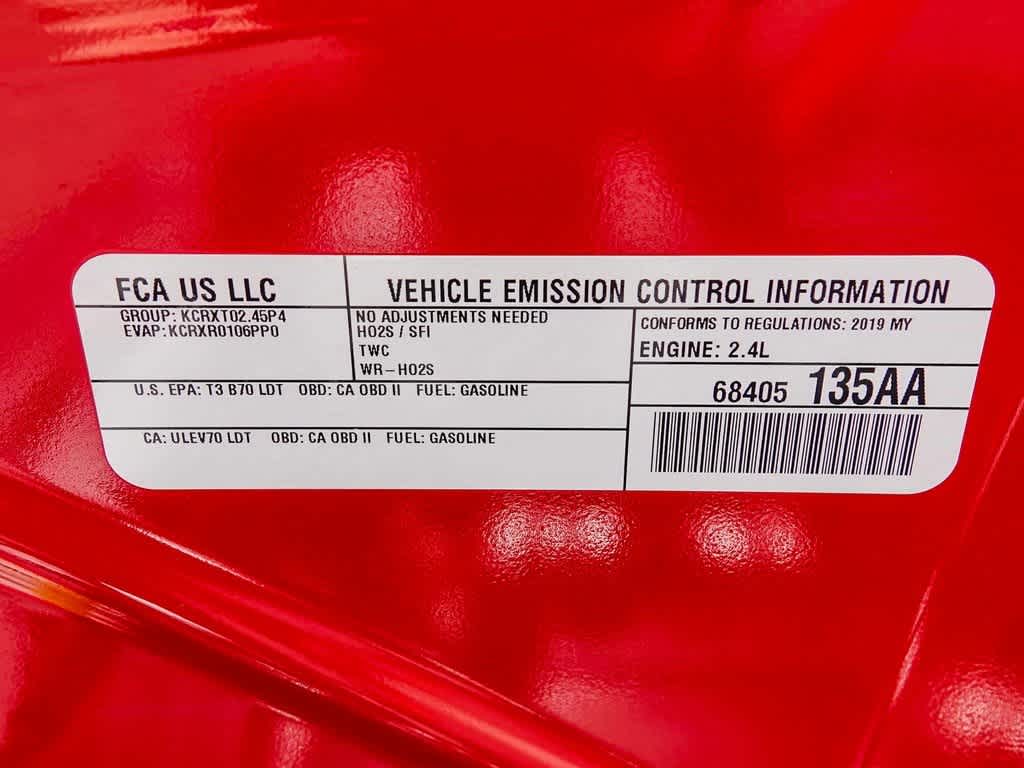 FCA US LLC
VEHICLE EMISSION CONTROL INFORMATION
GROUP: KCRXT02.45P4
EVAP: KCRXR0106PP0
NO ADJUSTMENTS NEEDED
HO2S / SFI
TWC
WR-HO2S
CONFORMS TO REGULATIONS: 2019 MY
ENGINE: 2.4L
U.S. EPA: T3 B70 LDT OBD: CA OBD II FUEL: GASOLINE
68405 135AA
CA: ULEV70 LDT OBD: CA OBD II FUEL: GASOLINE